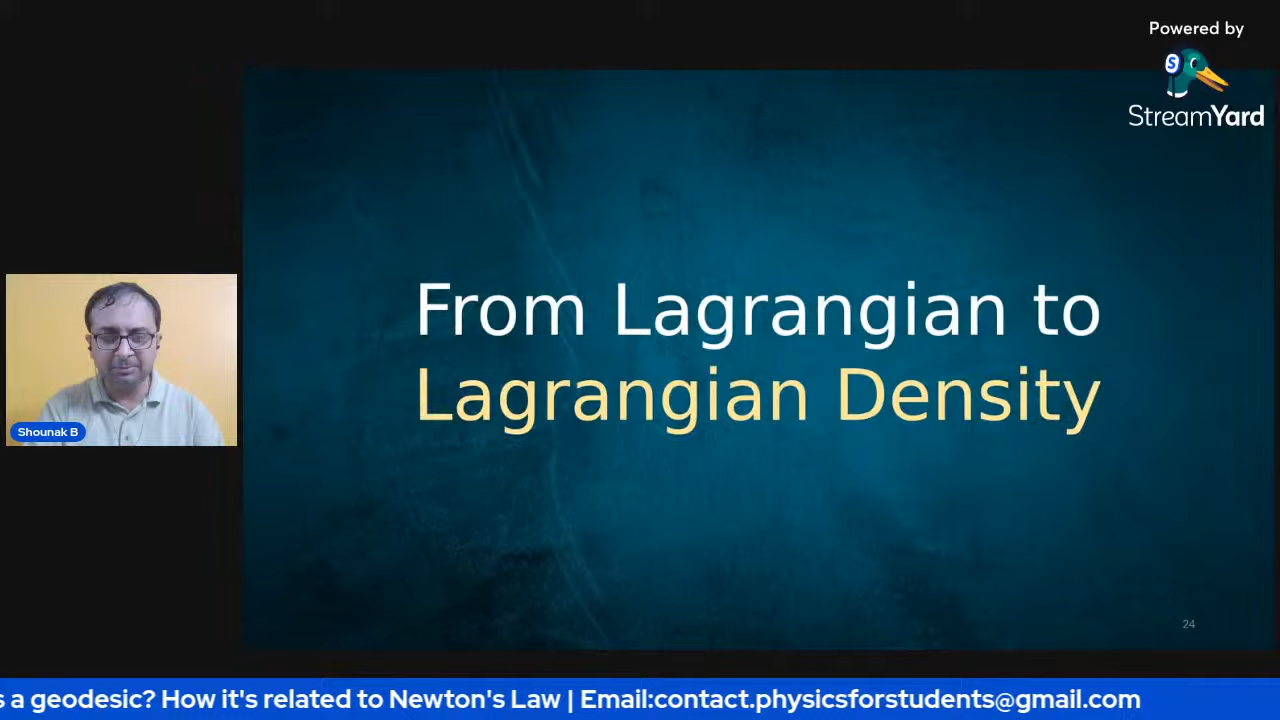 Powered by
StreamYard
From Lagrangian to
Lagrangian Density
Shounak B
24
s a geodesic? How it's related to Newton's Law | Email:contact.physicsforstudents@gmail.com